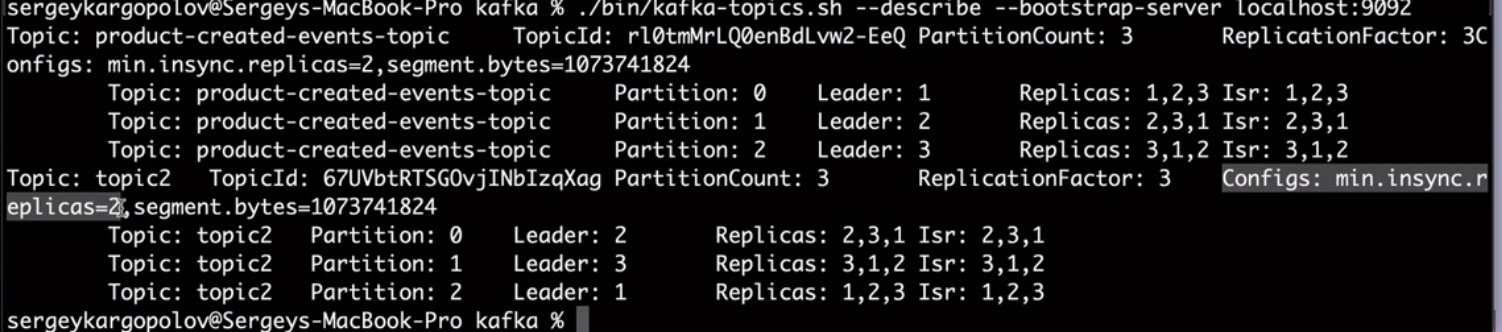 sergeykargopolov@Sergeys-MacBook-Pro kafka % ./bin/kafka-topics.sh --describe --bootstrap-server localhost:9092
Topic: product-created-events-topic TopicId: rl0tmMrLQ0enBdLvw2-EeQ PartitionCount: 3 ReplicationFactor: 3C
onfigs: min.insync.replicas=2,segment.bytes=1073741824
Topic: product-created-events-topic Partition: 0 Leader: 1 Replicas: 1,2,3 Isr: 1,2,3
Topic: product-created-events-topic Partition: 1 Leader: 2 Replicas: 2,3,1 Isr: 2,3,1
Topic: product-created-events-topic Partition: 2 Leader: 3 Replicas: 3,1,2 Isr: 3,1,2
Topic: topic2 TopicId: 67UVbtRTSGOvjINbIzqXag PartitionCount: 3 ReplicationFactor: 3 Configs: min.insync.r
eplicas=2,segment.bytes=1073741824
Topic: topic2 Partition: 0 Leader: 2 Replicas: 2,3,1 Isr: 2,3,1
Topic: topic2 Partition: 1 Leader: 3 Replicas: 3,1,2 Isr: 3,1,2
Topic: topic2 Partition: 2 Leader: 1 Replicas: 1,2,3 Isr: 1,2,3
sergeykargopolov@Sergeys-MacBook-Pro kafka %